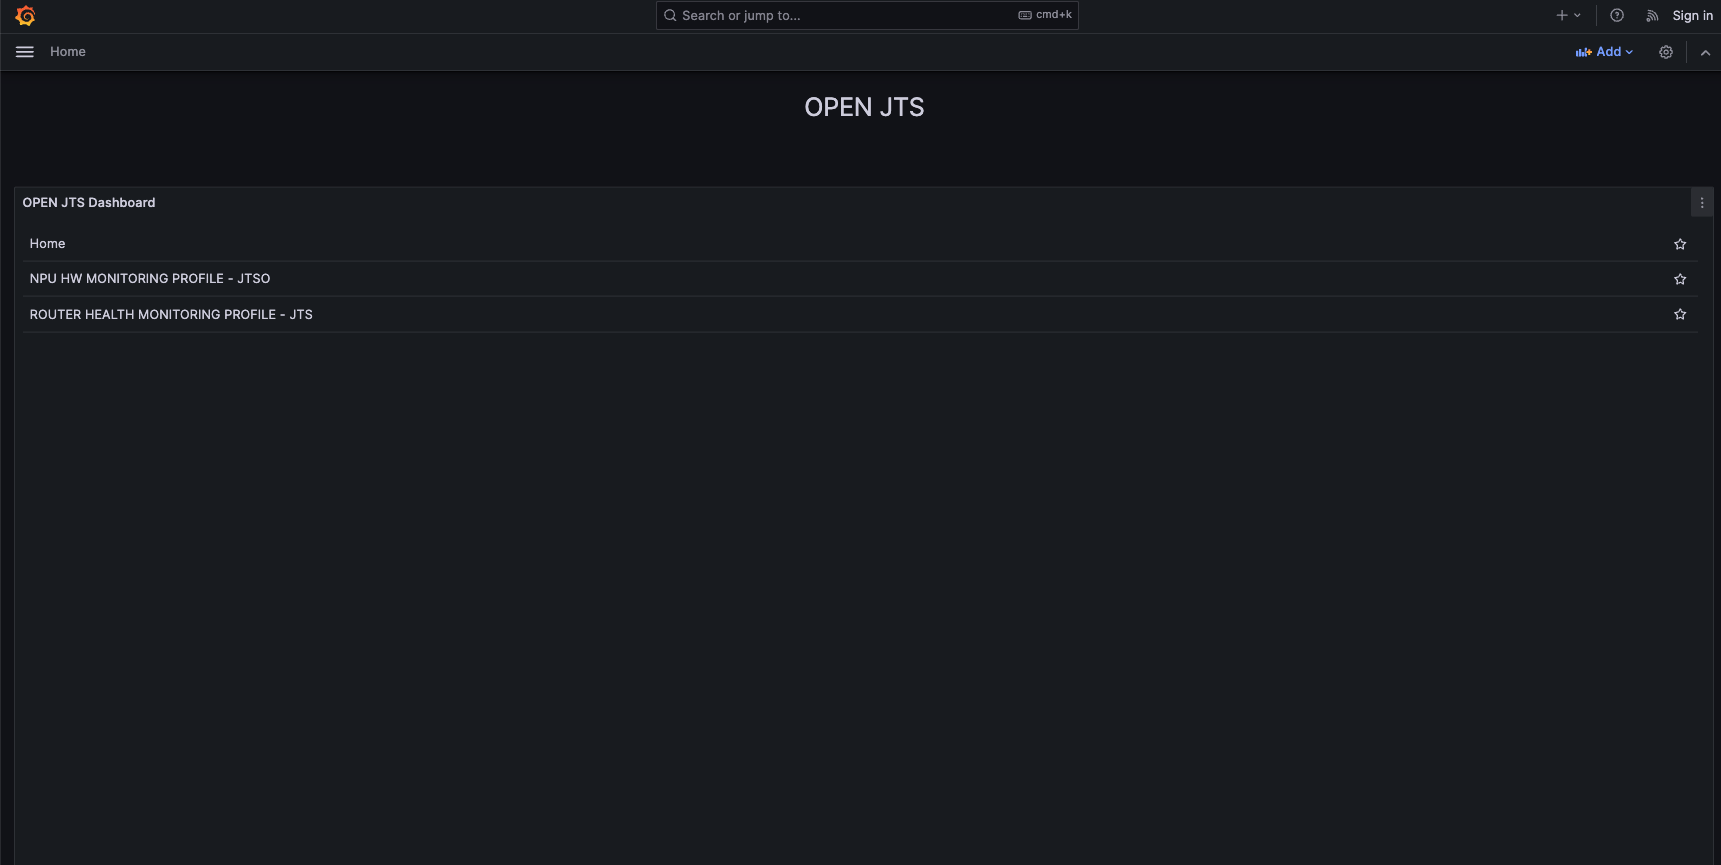 Search or jump to...
cmd+k
Sign in
Home
Add
OPEN JTS
OPEN JTS Dashboard
Home
NPU HW MONITORING PROFILE - JTSO
ROUTER HEALTH MONITORING PROFILE - JTS